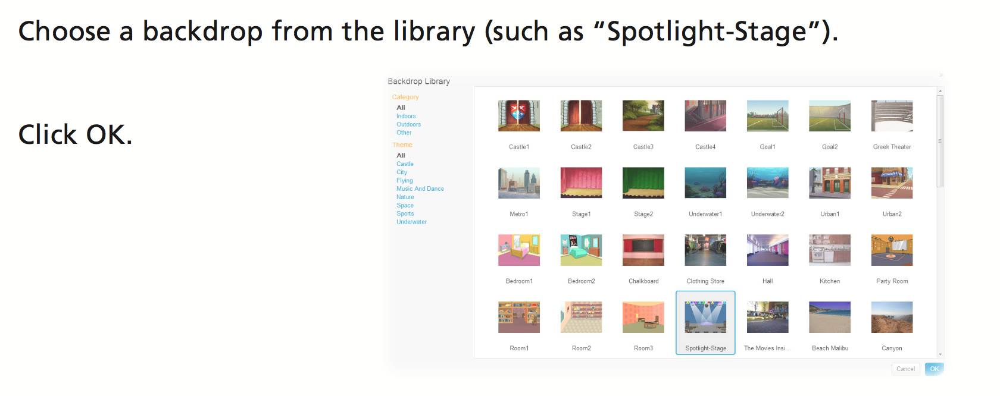 Choose a backdrop from the library (such as “Spotlight-Stage”).
Click OK.
Backdrop Library
Category
All
Indoors
Outdoors
Other
Theme
All
Castle
City
Flying
Music And Dance
Nature
Space
Sports
Underwater
Castle1 Castle2 Castle3 Castle4 Goal1 Goal2 Greek Theater
Metro1 Stage1 Stage2 Underwater1 Underwater2 Urban1 Urban2
Bedroom1 Bedroom2 Chalkboard Clothing Store Hall Kitchen Party Room
Room1 Room2 Room3 Spotlight-Stage The Movies Insi... Beach Malibu Canyon
Cancel OK